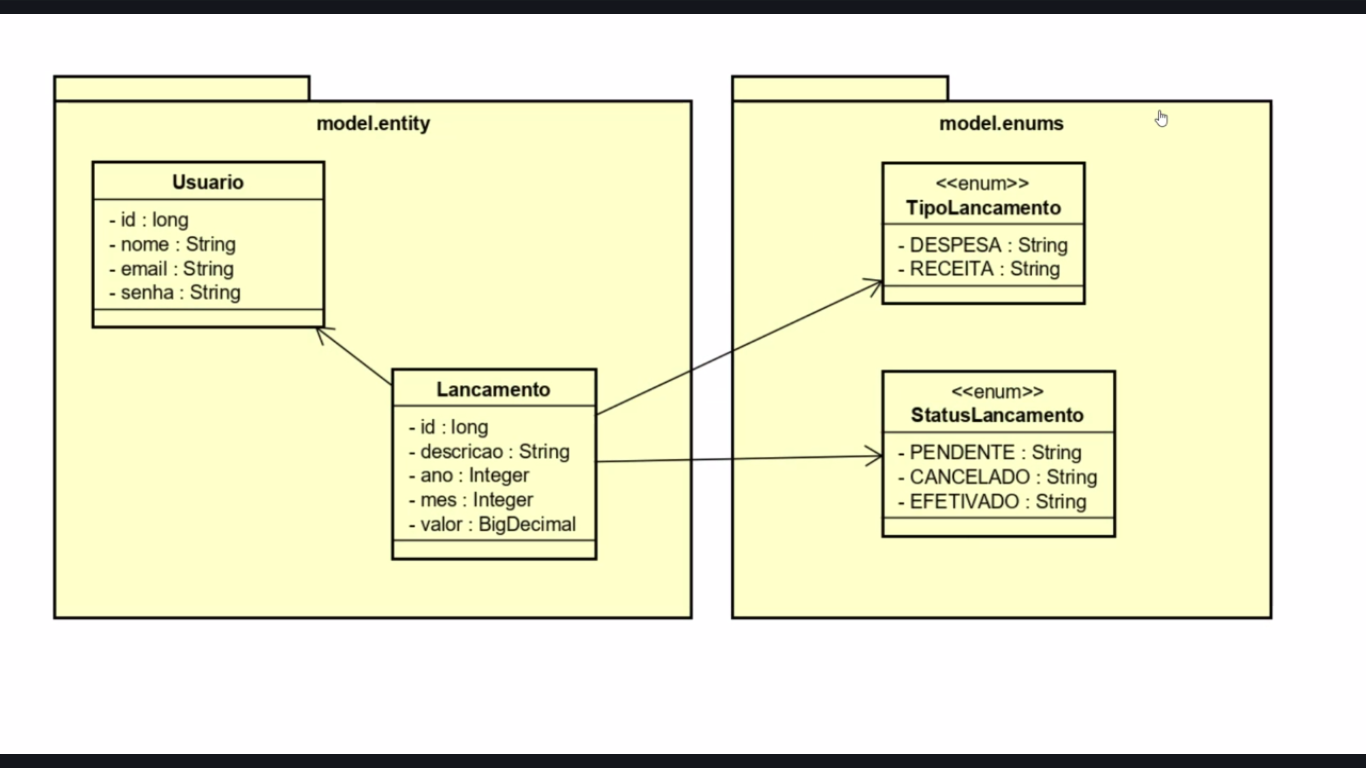 model.entity
Usuario
- id : long
- nome : String
- email : String
- senha : String
Lancamento
- id : long
- descricao : String
- ano : Integer
- mes : Integer
- valor : BigDecimal
model.enums
<<enum>>
TipoLancamento
- DESPESA : String
- RECEITA : String
<<enum>>
StatusLancamento
- PENDENTE : String
- CANCELADO : String
- EFETIVADO : String